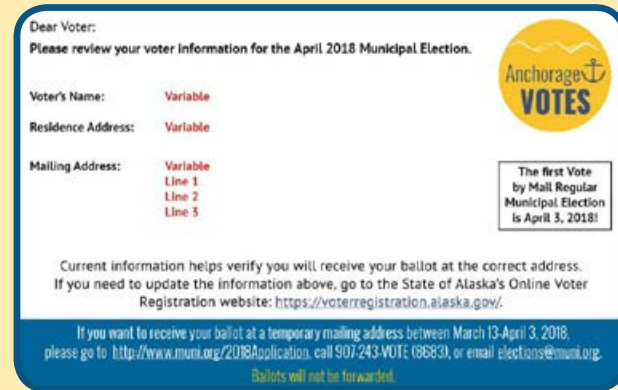 Dear Voter:
Please review your voter information for the April 2018 Municipal Election.
Anchorage
VOTES
Voter's Name: Variable
Residence Address: Variable
Mailing Address: Variable
Line 1
Line 2
Line 3
The first Vote
by Mail Regular
Municipal Election
is April 3, 2018!
Current information helps verify you will receive your ballot at the correct address.
If you need to update the information above, go to the State of Alaska's Online Voter
Registration website: https://voterregistration.alaska.gov/.
If you want to receive your ballot at a temporary mailing address between March 13-April 3, 2018,
please go to http://www.muni.org/2018Application, call 907-243-VOTE (8683), or email elections@muni.org.
Ballots will not be forwarded.